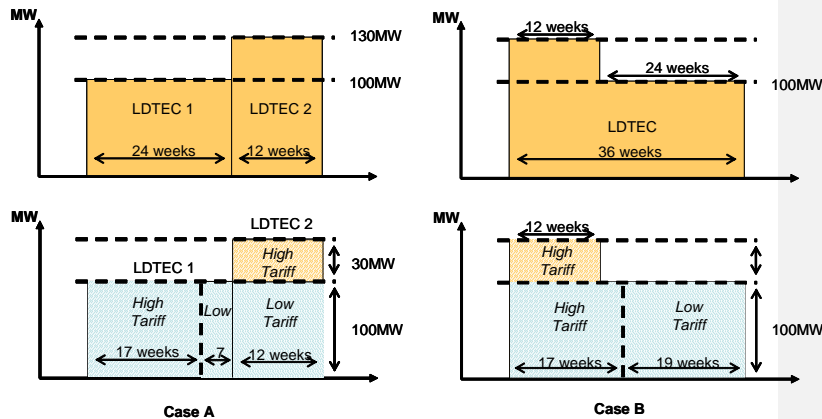 MW
130MW
100MW
LDTEC 1
LDTEC 2
24 weeks
12 weeks
MW
12 weeks
24 weeks
100MW
LDTEC
36 weeks
MW
LDTEC 2
LDTEC 1
High
Tariff
30MW
High
Tariff
Low
Low
Tariff
100MW
17 weeks
7
12 weeks
Case A
MW
12 weeks
High
Tariff
High
Tariff
Low
Tariff
100MW
17 weeks
19 weeks
Case B